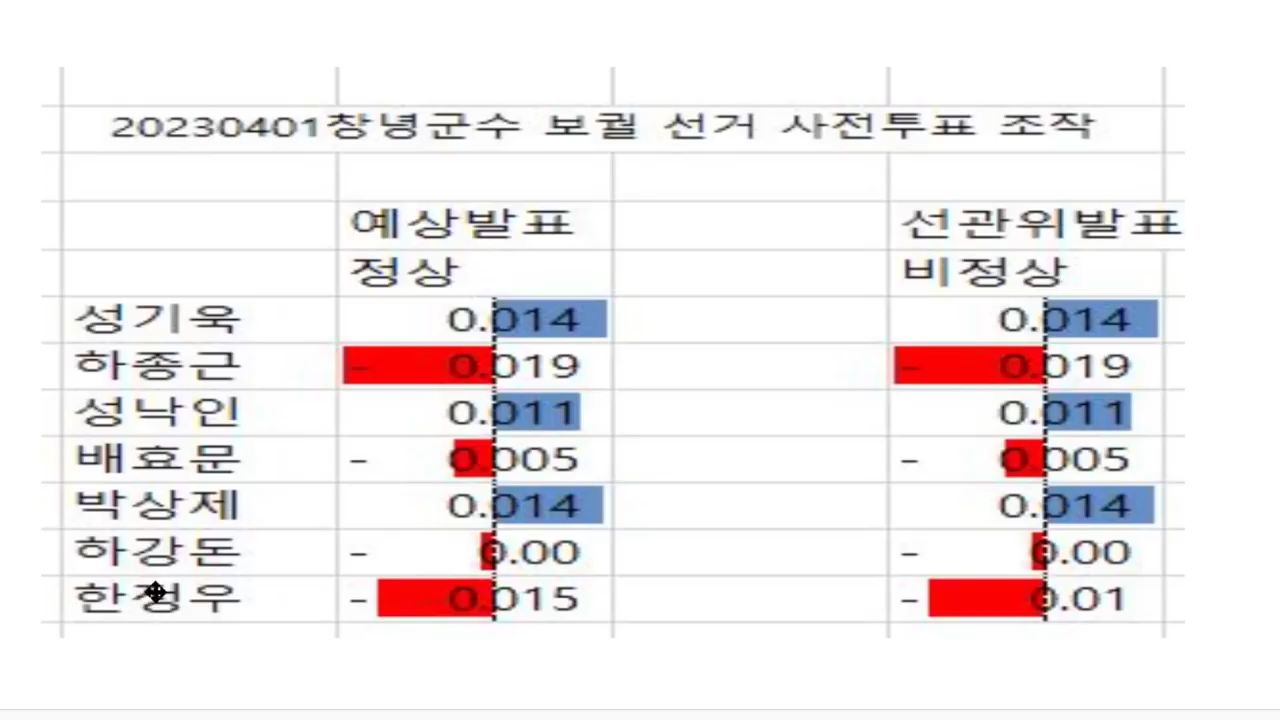 20230401창녕군수 보궐 선거 사전투표 조작
예상발표 선관위발표
정상 비정상
성기욱 0.014 0.014
하종근 - 0.019 - 0.019
성낙인 0.011 0.011
배효문 - 0.005 - 0.005
박상제 0.014 0.014
하강돈 - 0.00 - 0.00
한정우 - 0.015 - 0.01